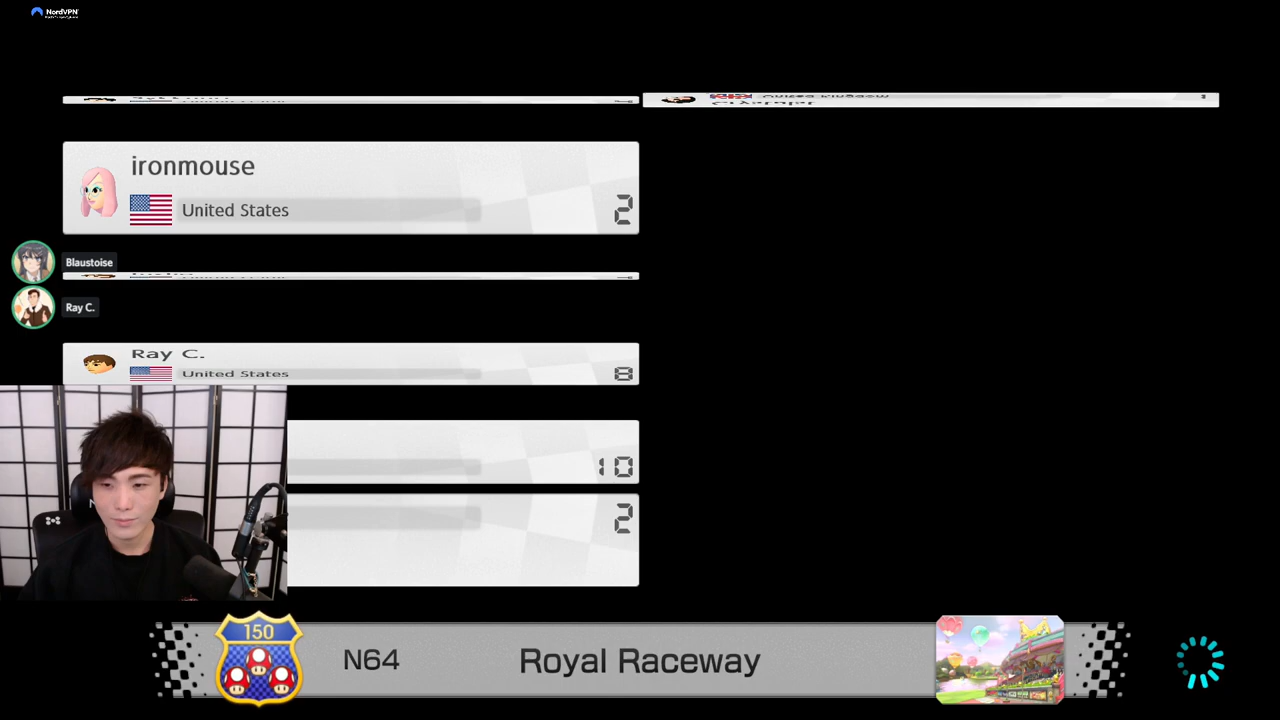 NordVPN
ironmouse
United States
2
Blaustoise
Ray C.
Ray C.
United States
8
10
2
150
N64
Royal Raceway